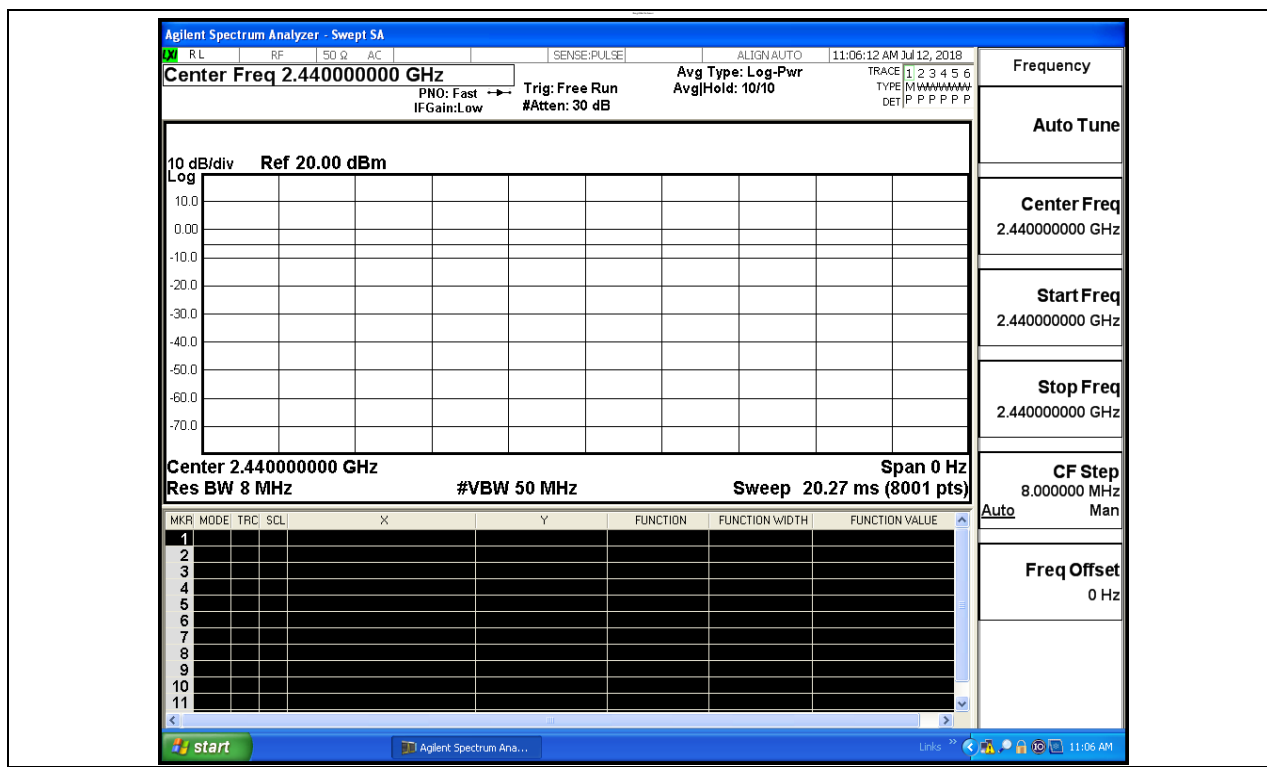 Agilent Spectrum Analyzer - Swept SA
LXI RL RF 50 Ω AC SENSE:PULSE ALIGN AUTO 11:06:12 AM Jul 12, 2018
Center Freq 2.440000000 GHz
PNO: Fast
IFGain:Low
Trig: Free Run
#Atten: 30 dB
Avg Type: Log-Pwr
Avg|Hold: 10/10
TRACE 1 2 3 4 5 6
TYPE M WWWWW
DET P P P P P P
10 dB/div Ref 20.00 dBm
Log
10.0
0.00
-10.0
-20.0
-30.0
-40.0
-50.0
-60.0
-70.0
Center 2.440000000 GHz Span 0 Hz
Res BW 8 MHz #VBW 50 MHz Sweep 20.27 ms (8001 pts)
MKR MODE TRC SCL X Y FUNCTION FUNCTION WIDTH FUNCTION VALUE
1
2
3
4
5
6
7
8
9
10
11
Frequency
Auto Tune
Center Freq
2.440000000 GHz
Start Freq
2.440000000 GHz
Stop Freq
2.440000000 GHz
CF Step
8.000000 MHz
Auto Man
Freq Offset
0 Hz
start Agilent Spectrum Ana... Links » 11:06 AM